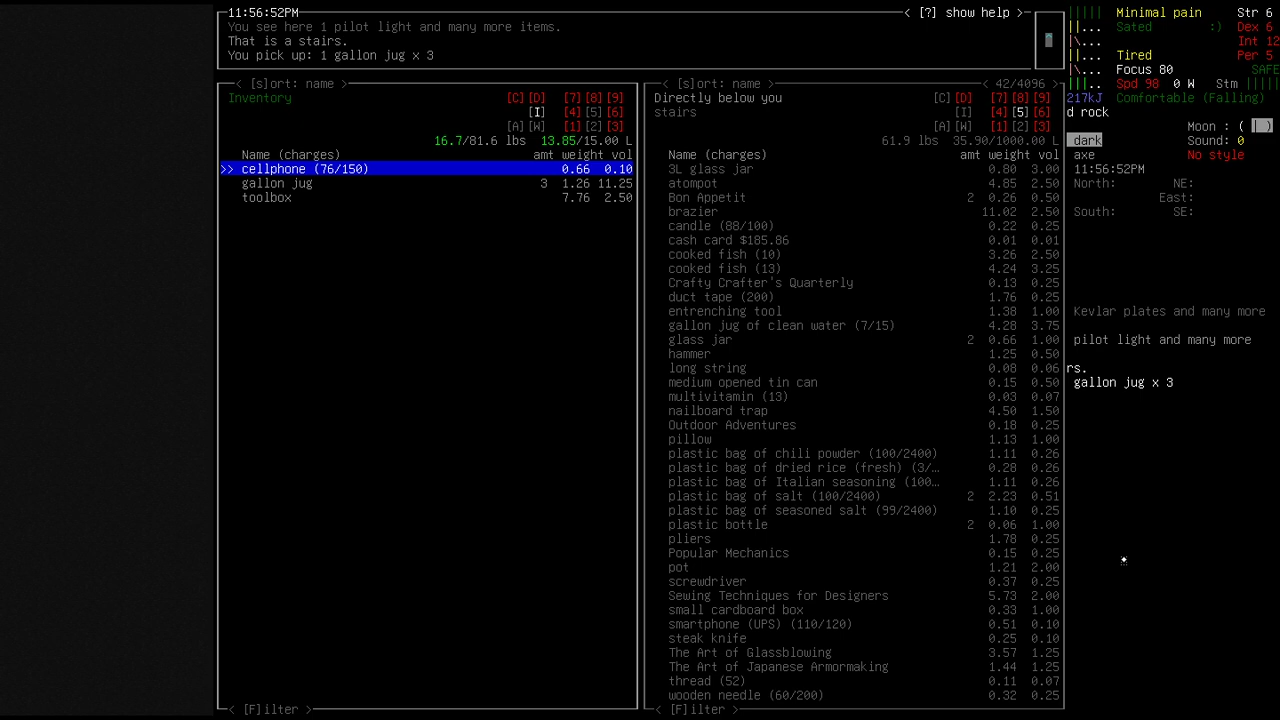 11:56:52PM < [?] show help >
You see here 1 pilot light and many more items.
That is a stairs.
You pick up: 1 gallon jug x 3
< [s]ort: name >
Inventory [C][D] [7][8][9]
[I] [4][5][6]
[A][W] [1][2][3]
16.7/81.6 lbs 13.85/15.00 L
Name (charges) amt weight vol
>> cellphone (76/150) 0.66 0.10
gallon jug 3 1.26 11.25
toolbox 7.76 2.50
< [F]ilter >
< [s]ort: name > < 42/4096 >
Directly below you [C][D] [7][8][9]
stairs [I] [4][5][6]
[A][W] [1][2][3]
61.9 lbs 35.90/1000.00 L
Name (charges) amt weight vol
3L glass jar 0.80 3.00
atompot 4.85 2.50
Bon Appetit 2 0.26 0.50
brazier 11.02 2.50
candle (88/100) 0.22 0.25
cash card $185.86 0.01 0.01
cooked fish (10) 3.26 2.50
cooked fish (13) 4.24 3.25
Crafty Crafter's Quarterly 0.13 0.25
duct tape (200) 1.76 0.25
entrenching tool 1.38 1.00
gallon jug of clean water (7/15) 4.28 3.75
glass jar 2 0.66 1.00
hammer 1.25 0.50
long string 0.08 0.06
medium opened tin can 0.15 0.50
multivitamin (13) 0.03 0.07
nailboard trap 4.50 1.50
Outdoor Adventures 0.18 0.25
pillow 1.13 1.00
plastic bag of chili powder (100/2400) 1.11 0.26
plastic bag of dried rice (fresh) (3/… 0.28 0.26
plastic bag of Italian seasoning (100… 1.11 0.26
plastic bag of salt (100/2400) 2 2.23 0.51
plastic bag of seasoned salt (99/2400) 1.10 0.25
plastic bottle 2 0.06 1.00
pliers 1.78 0.25
Popular Mechanics 0.15 0.25
pot 1.21 2.00
screwdriver 0.37 0.25
Sewing Techniques for Designers 5.73 2.00
small cardboard box 0.33 1.00
smartphone (UPS) (110/120) 0.51 0.10
steak knife 0.25 0.10
The Art of Glassblowing 3.57 1.25
The Art of Japanese Armormaking 1.44 1.25
thread (52) 0.11 0.07
wooden needle (60/200) 0.32 0.25
< [F]ilter >
||||| Minimal pain Str 6
||... Sated :) Dex 6
|\... Int 12
||... Tired Per 5
|\... Focus 80 SAFE
|||.. Spd 98 0 W Stm |||||
217kJ Comfortable (Falling)
d rock
Moon : ( | )
dark Sound: 0
axe No style
11:56:52PM
North: NE:
East:
South: SE:
Kevlar plates and many more
pilot light and many more
rs.
gallon jug x 3